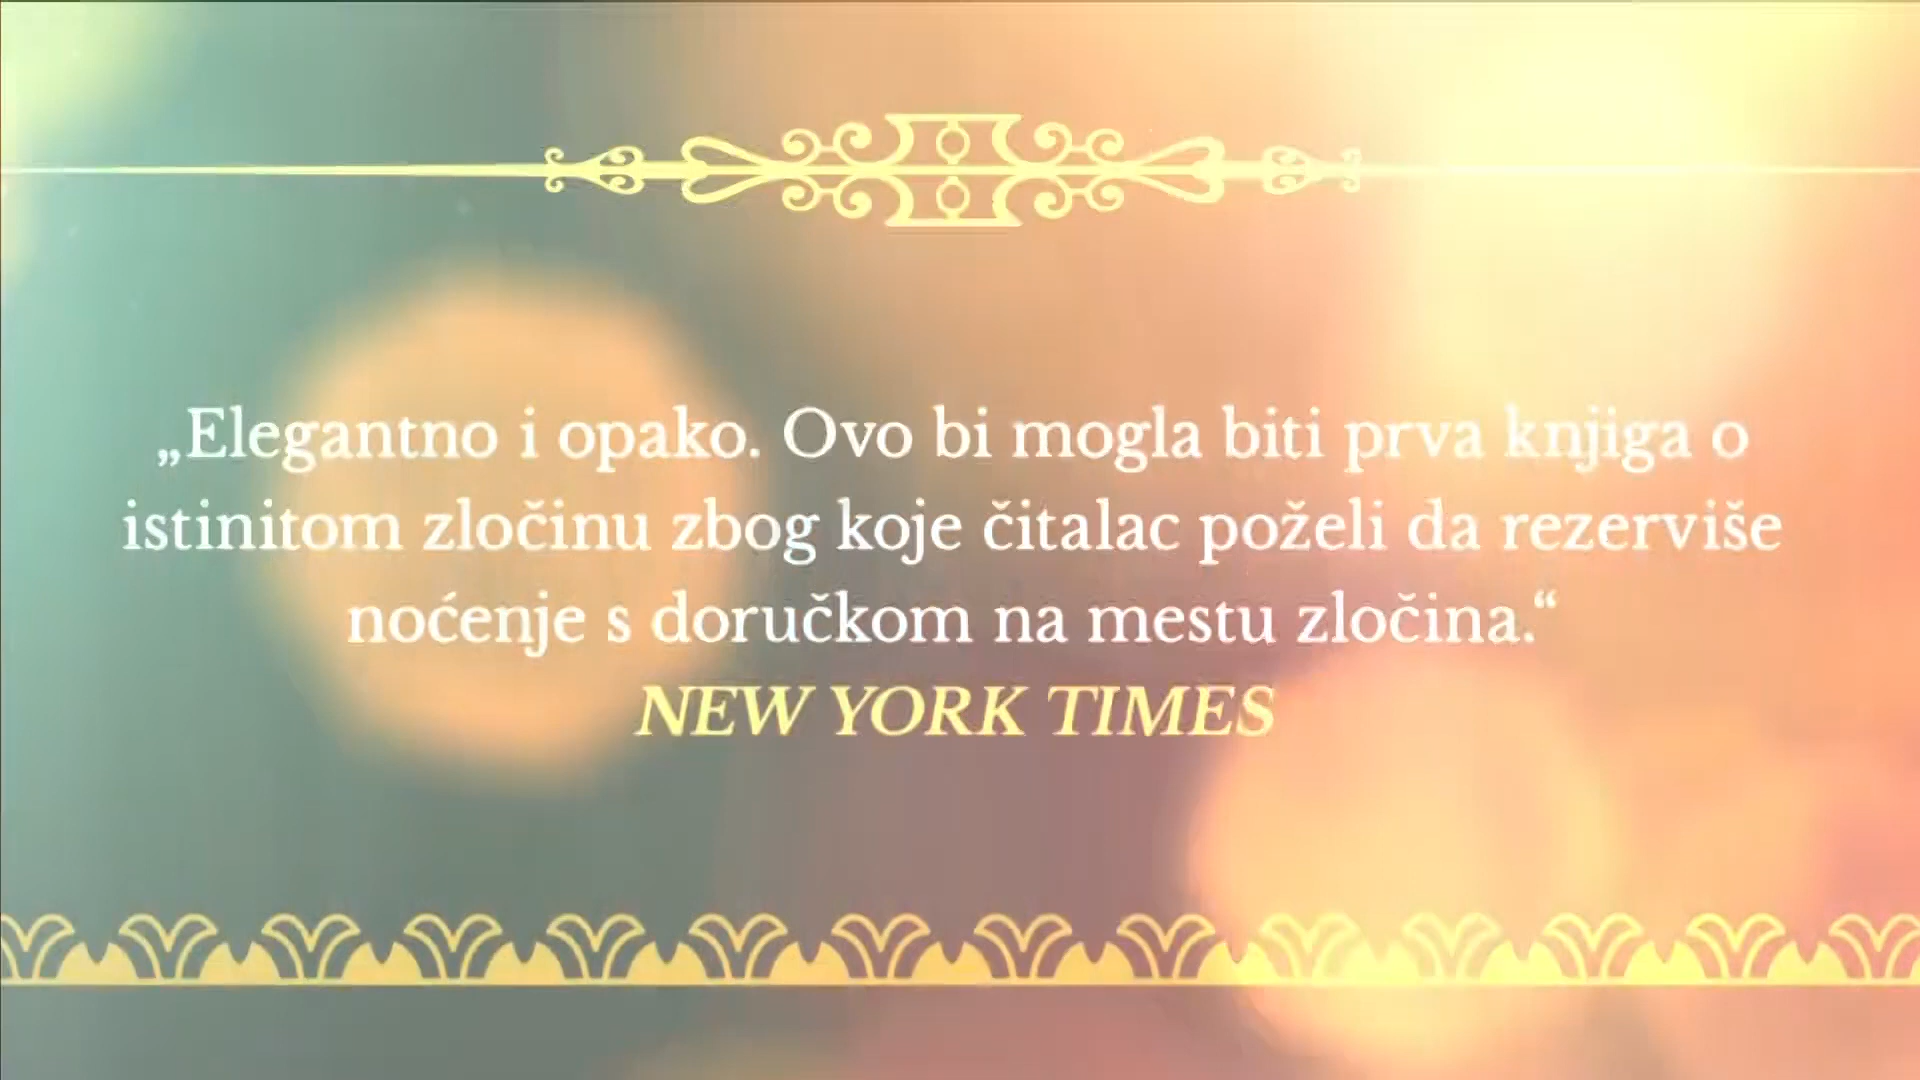 „Elegantno i opako. Ovo bi mogla biti prva knjiga o
istinitom zločinu zbog koje čitalac poželi da rezerviše
noćenje s doručkom na mestu zločina.“
NEW YORK TIMES